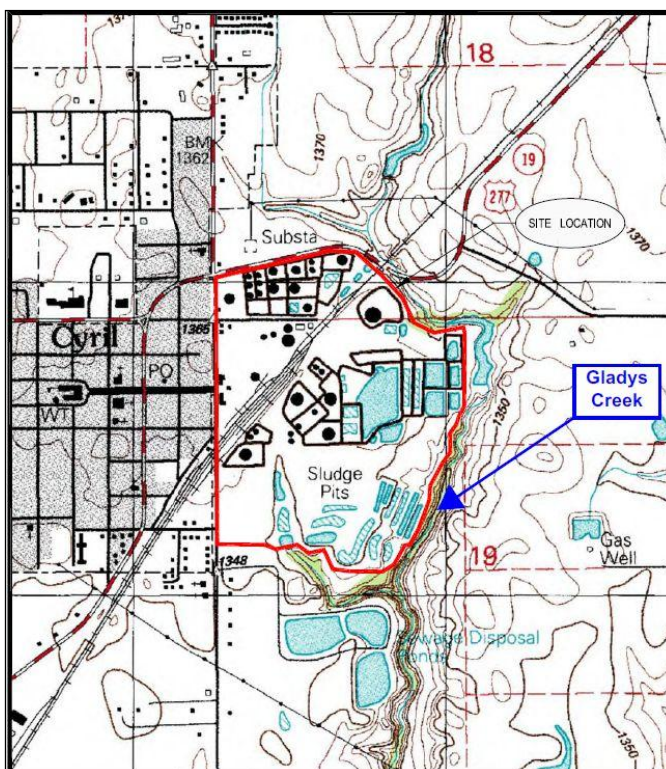 18
BM
1362
1370
19
277
SITE LOCATION
Substa
1370
1365
Cyril
PO
WT
Gladys
Creek
1350
Sludge
Pits
Gas
Well
1348
19
Sewage Disposal
Ponds
1350
1350